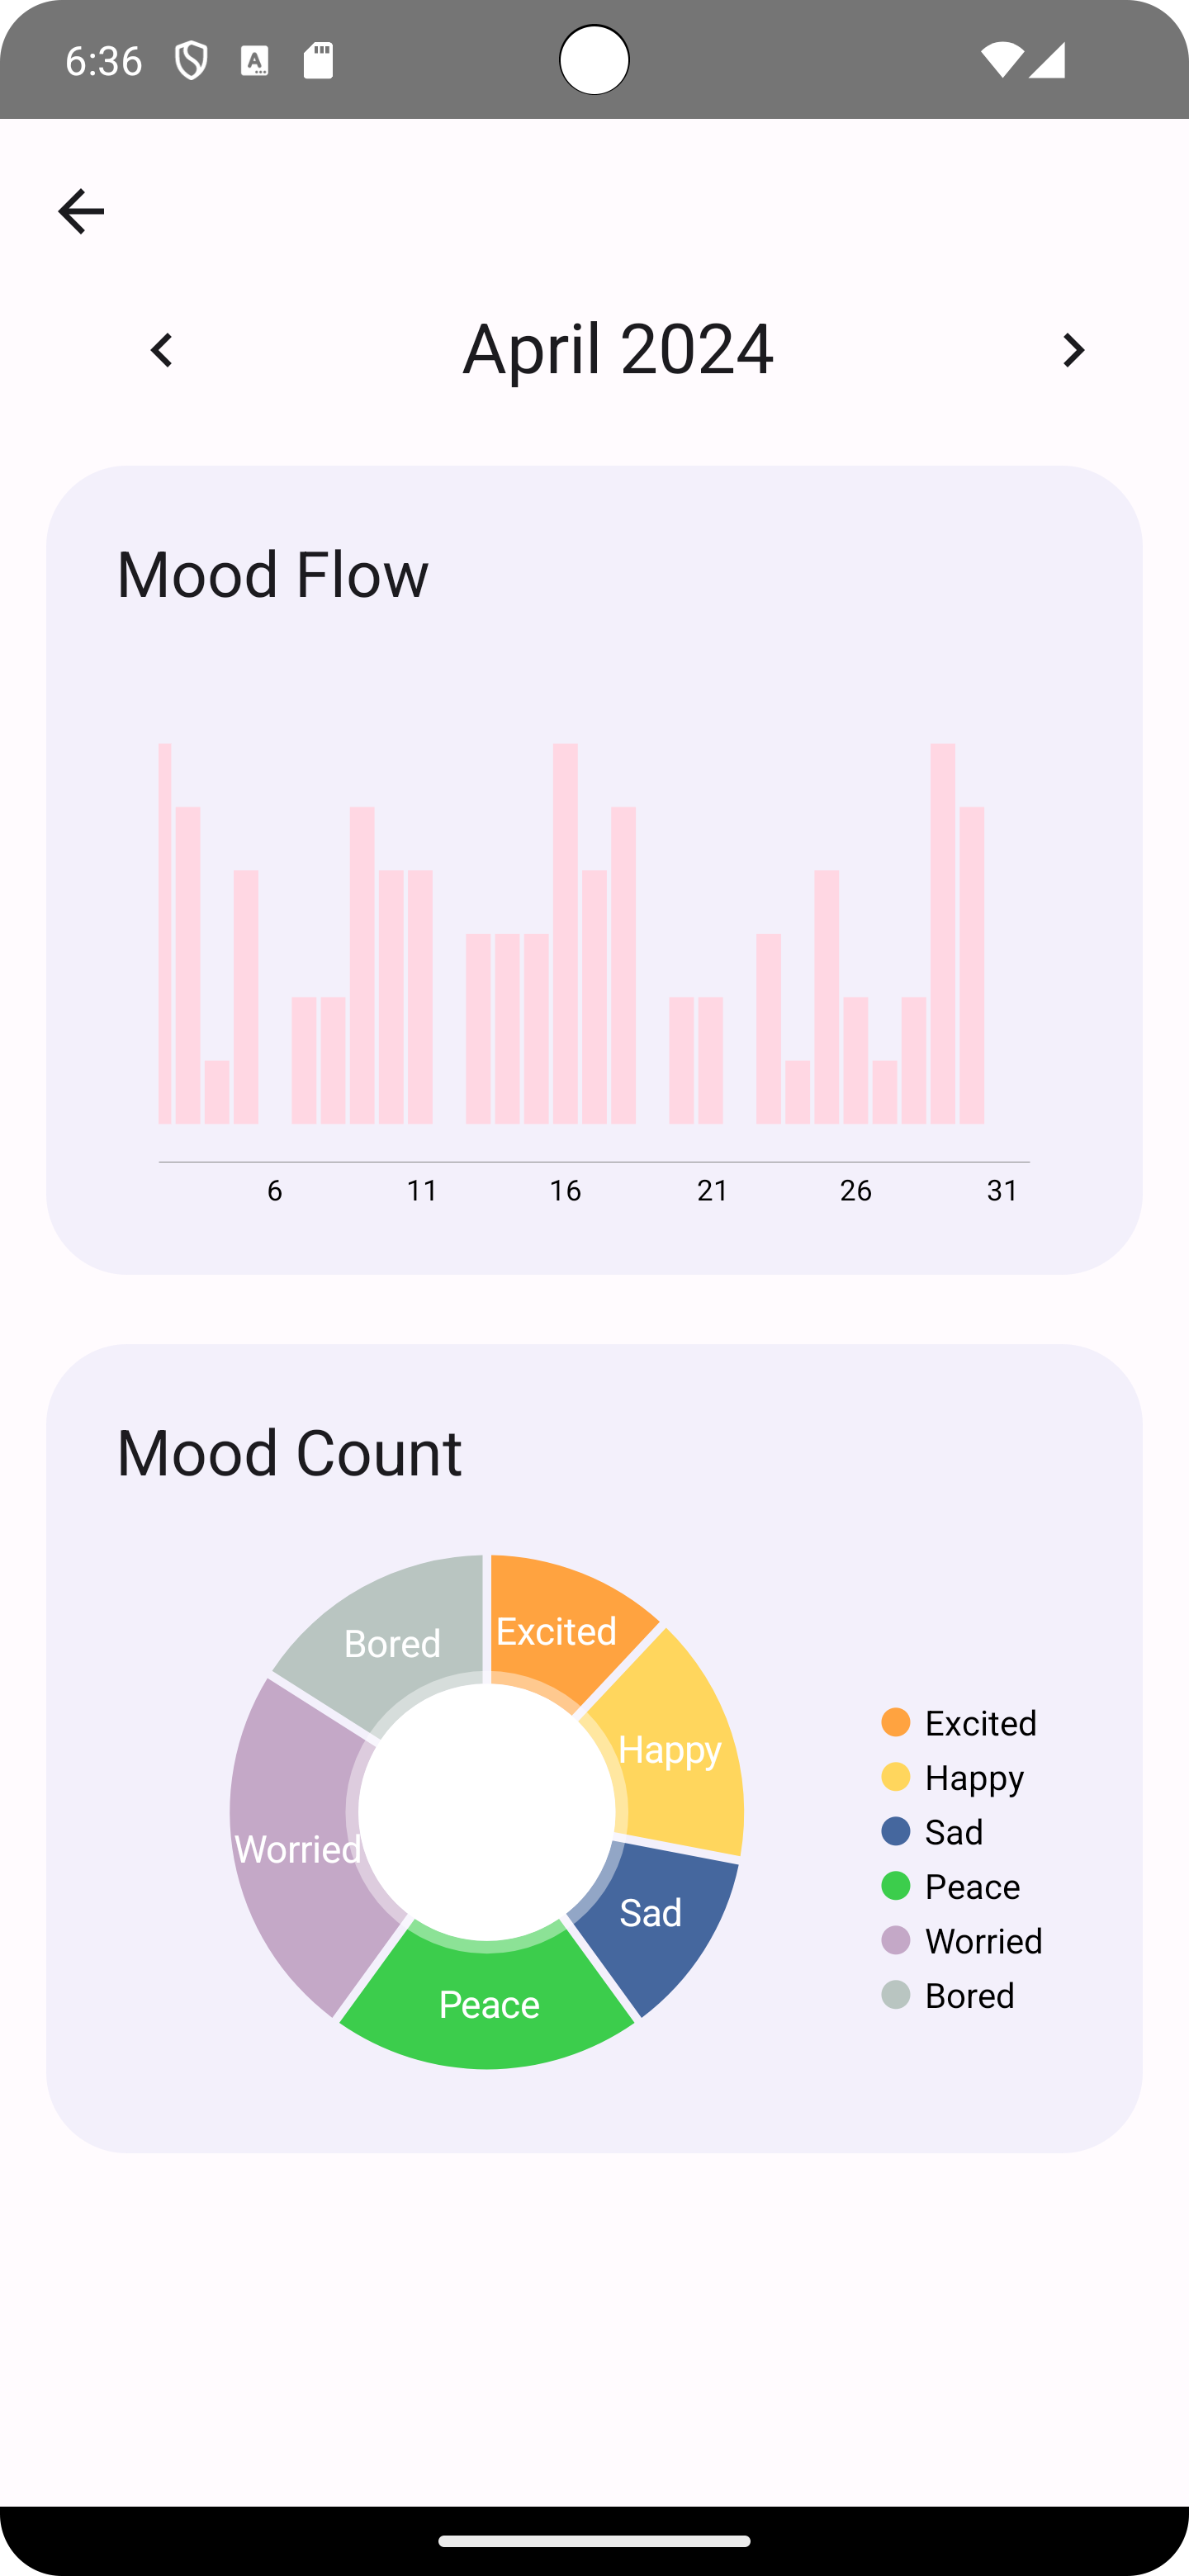 6:36
April 2024
Mood Flow
6 11 16 21 26 31
Mood Count
Excited
Bored
Happy
Worried
Sad
Peace
Excited
Happy
Sad
Peace
Worried
Bored